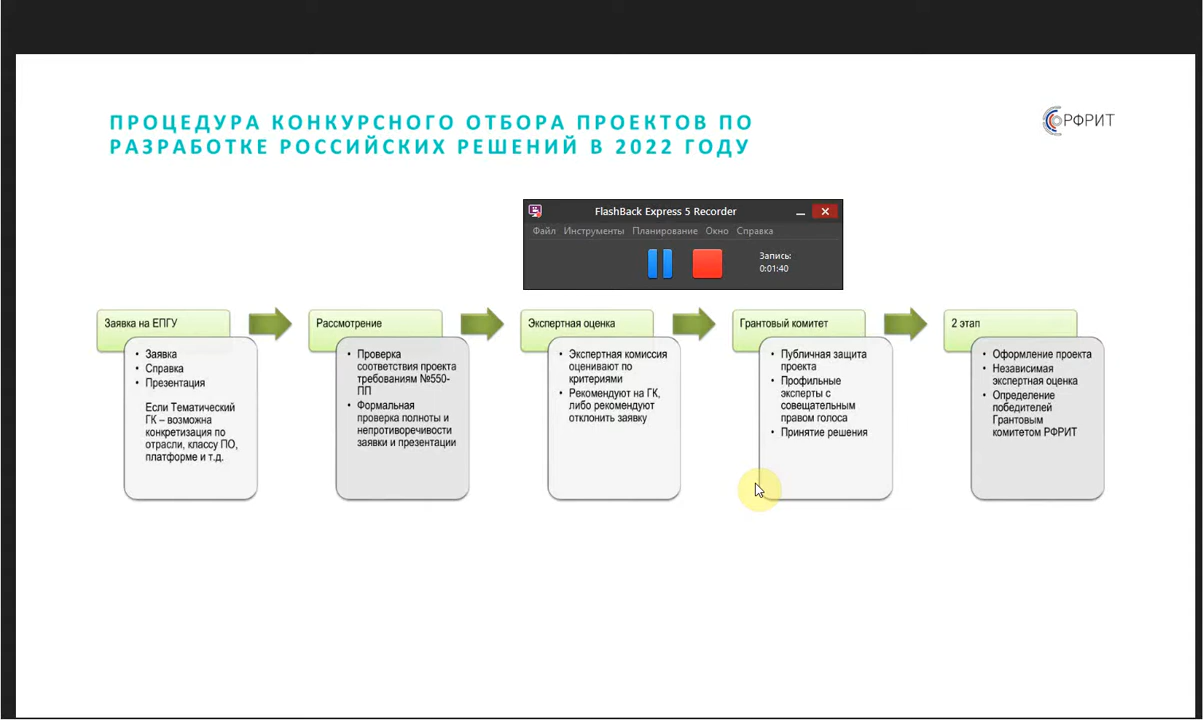 ПРОЦЕДУРА КОНКУРСНОГО ОТБОРА ПРОЕКТОВ ПО
РАЗРАБОТКЕ РОССИЙСКИХ РЕШЕНИЙ В 2022 ГОДУ
РФРИТ
FlashBack Express 5 Recorder
Файл Инструменты Планирование Окно Справка
Запись:
0:01:40
Заявка на ЕПГУ
• Заявка
• Справка
• Презентация
Если Тематический
ГК – возможна
конкретизация по
отрасли, классу ПО,
платформе и т.д.
Рассмотрение
• Проверка
соответствия проекта
требованиям №550-
ПП
• Формальная
проверка полноты и
непротиворечивости
заявки и презентации
Экспертная оценка
• Экспертная комиссия
оценивают по
критериями
• Рекомендуют на ГК,
либо рекомендуют
отклонить заявку
Грантовый комитет
• Публичная защита
проекта
• Профильные
эксперты с
совещательным
правом голоса
• Принятие решения
2 этап
• Оформление проекта
• Независимая
экспертная оценка
• Определение
победителей
Грантовым
комитетом РФРИТ